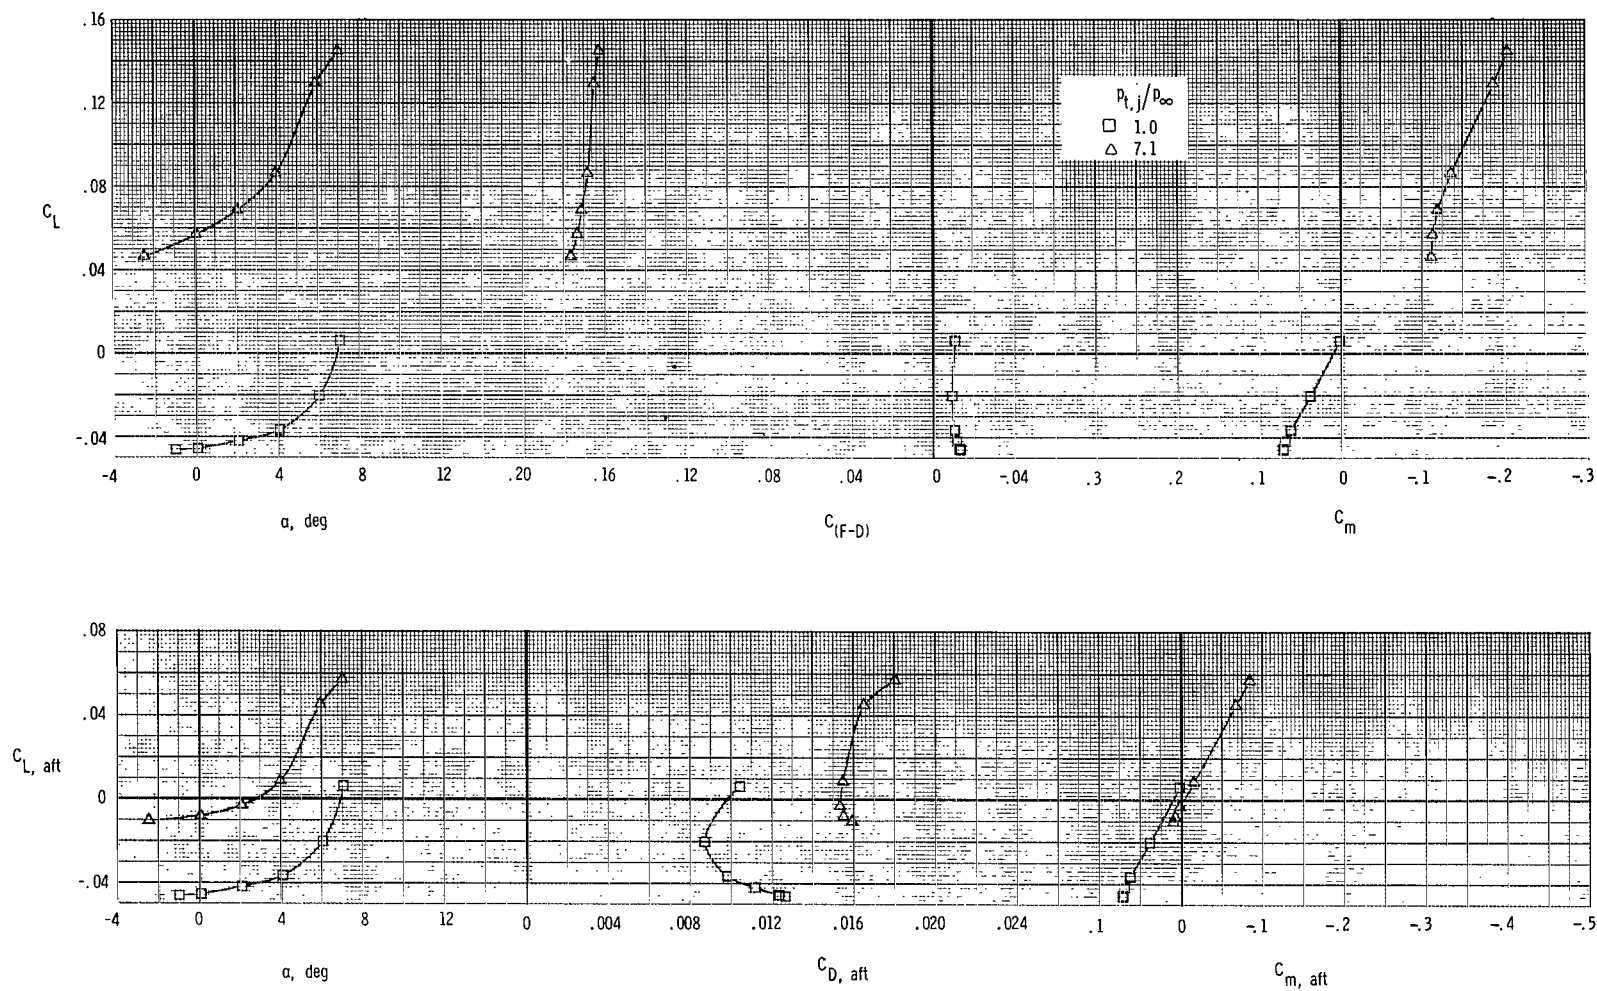 .16
.12
.08
.04
0
-.04
C_L
p_t,j/p_∞
□ 1.0
△ 7.1
-4 0 4 8 12 .20 .16 .12 .08 .04 0 -.04 .3 .2 .1 0 -.1 -.2 -.3
α, deg C_(F-D) C_m
.08
.04
0
-.04
C_L, aft
-4 0 4 8 12 0 .004 .008 .012 .016 .020 .024 .1 0 -.1 -.2 -.3 -.4 -.5
α, deg C_D, aft C_m, aft